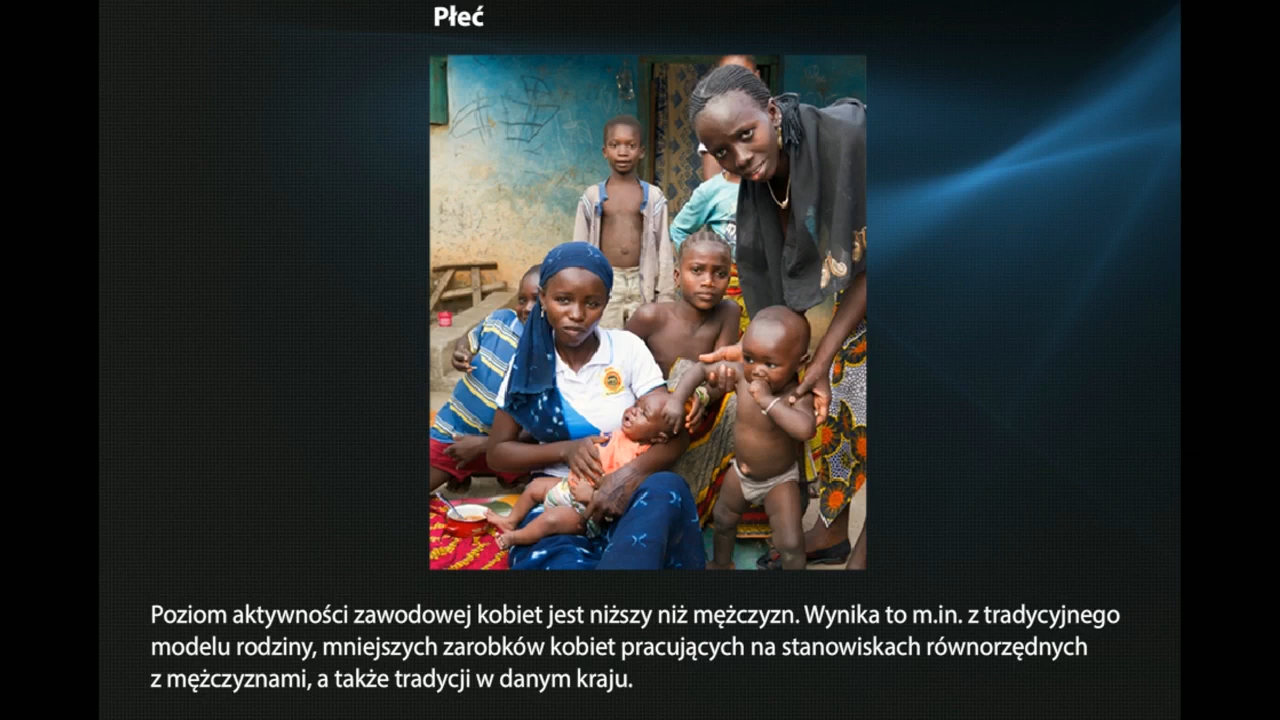 Płeć
Poziom aktywności zawodowej kobiet jest niższy niż mężczyzn. Wynika to m.in. z tradycyjnego
modelu rodziny, mniejszych zarobków kobiet pracujących na stanowiskach równorzędnych
z mężczyznami, a także tradycji w danym kraju.